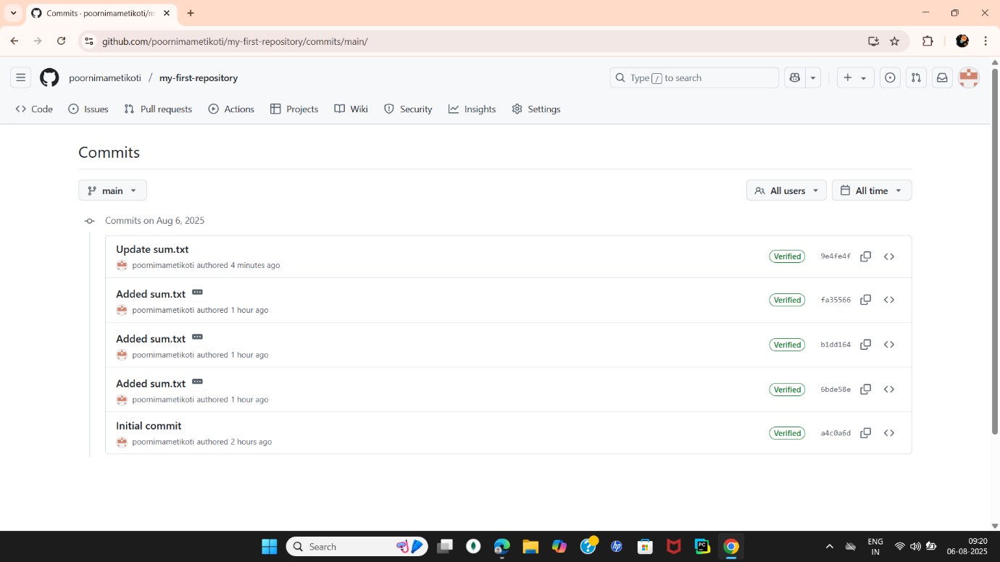 Commits · poornimametikoti/m
github.com/poornimametikoti/my-first-repository/commits/main/
poornimametikoti / my-first-repository
Type / to search
Code Issues Pull requests Actions Projects Wiki Security Insights Settings
Commits
main
All users All time
Commits on Aug 6, 2025
Update sum.txt
poornimametikoti authored 4 minutes ago
Verified 9e4fe4f
Added sum.txt
poornimametikoti authored 1 hour ago
Verified fa35566
Added sum.txt
poornimametikoti authored 1 hour ago
Verified b1dd164
Added sum.txt
poornimametikoti authored 1 hour ago
Verified 6bde58e
Initial commit
poornimametikoti authored 2 hours ago
Verified a4c0a6d
Search
PC
hp
ENG
IN
09:20
06-08-2025